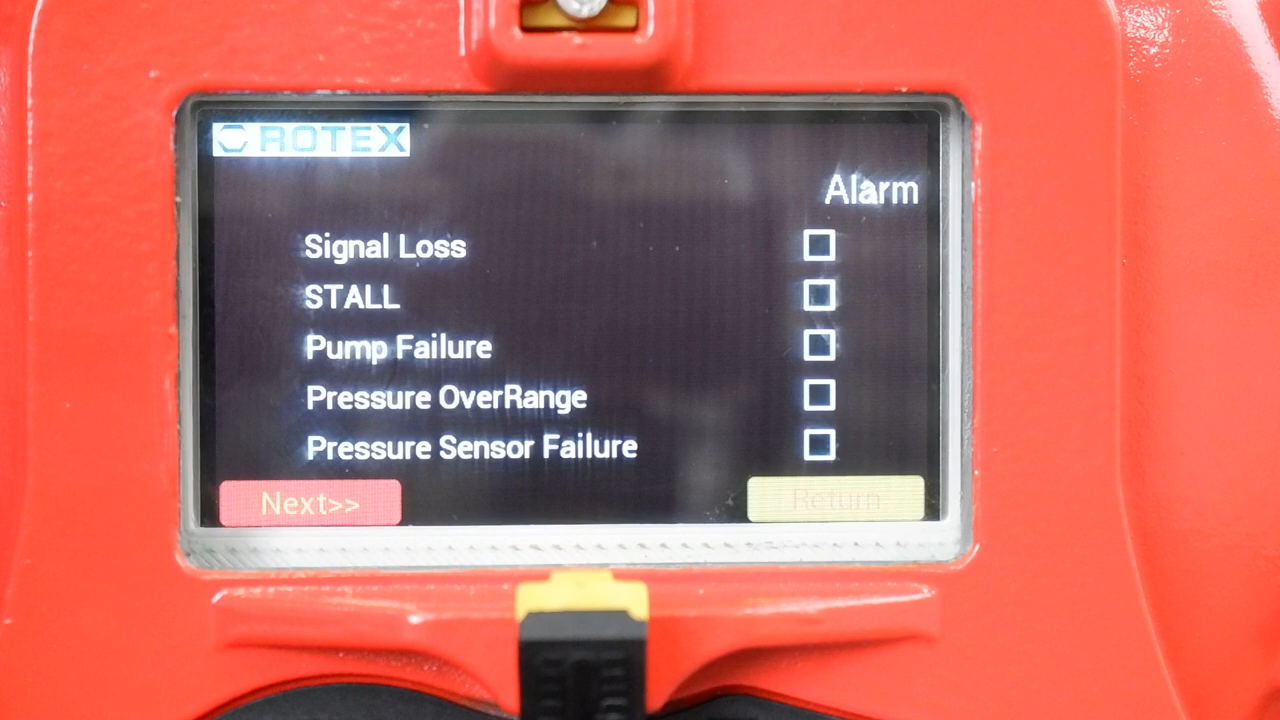 ROTEX
Alarm
Signal Loss
STALL
Pump Failure
Pressure OverRange
Pressure Sensor Failure
Next>>
Return